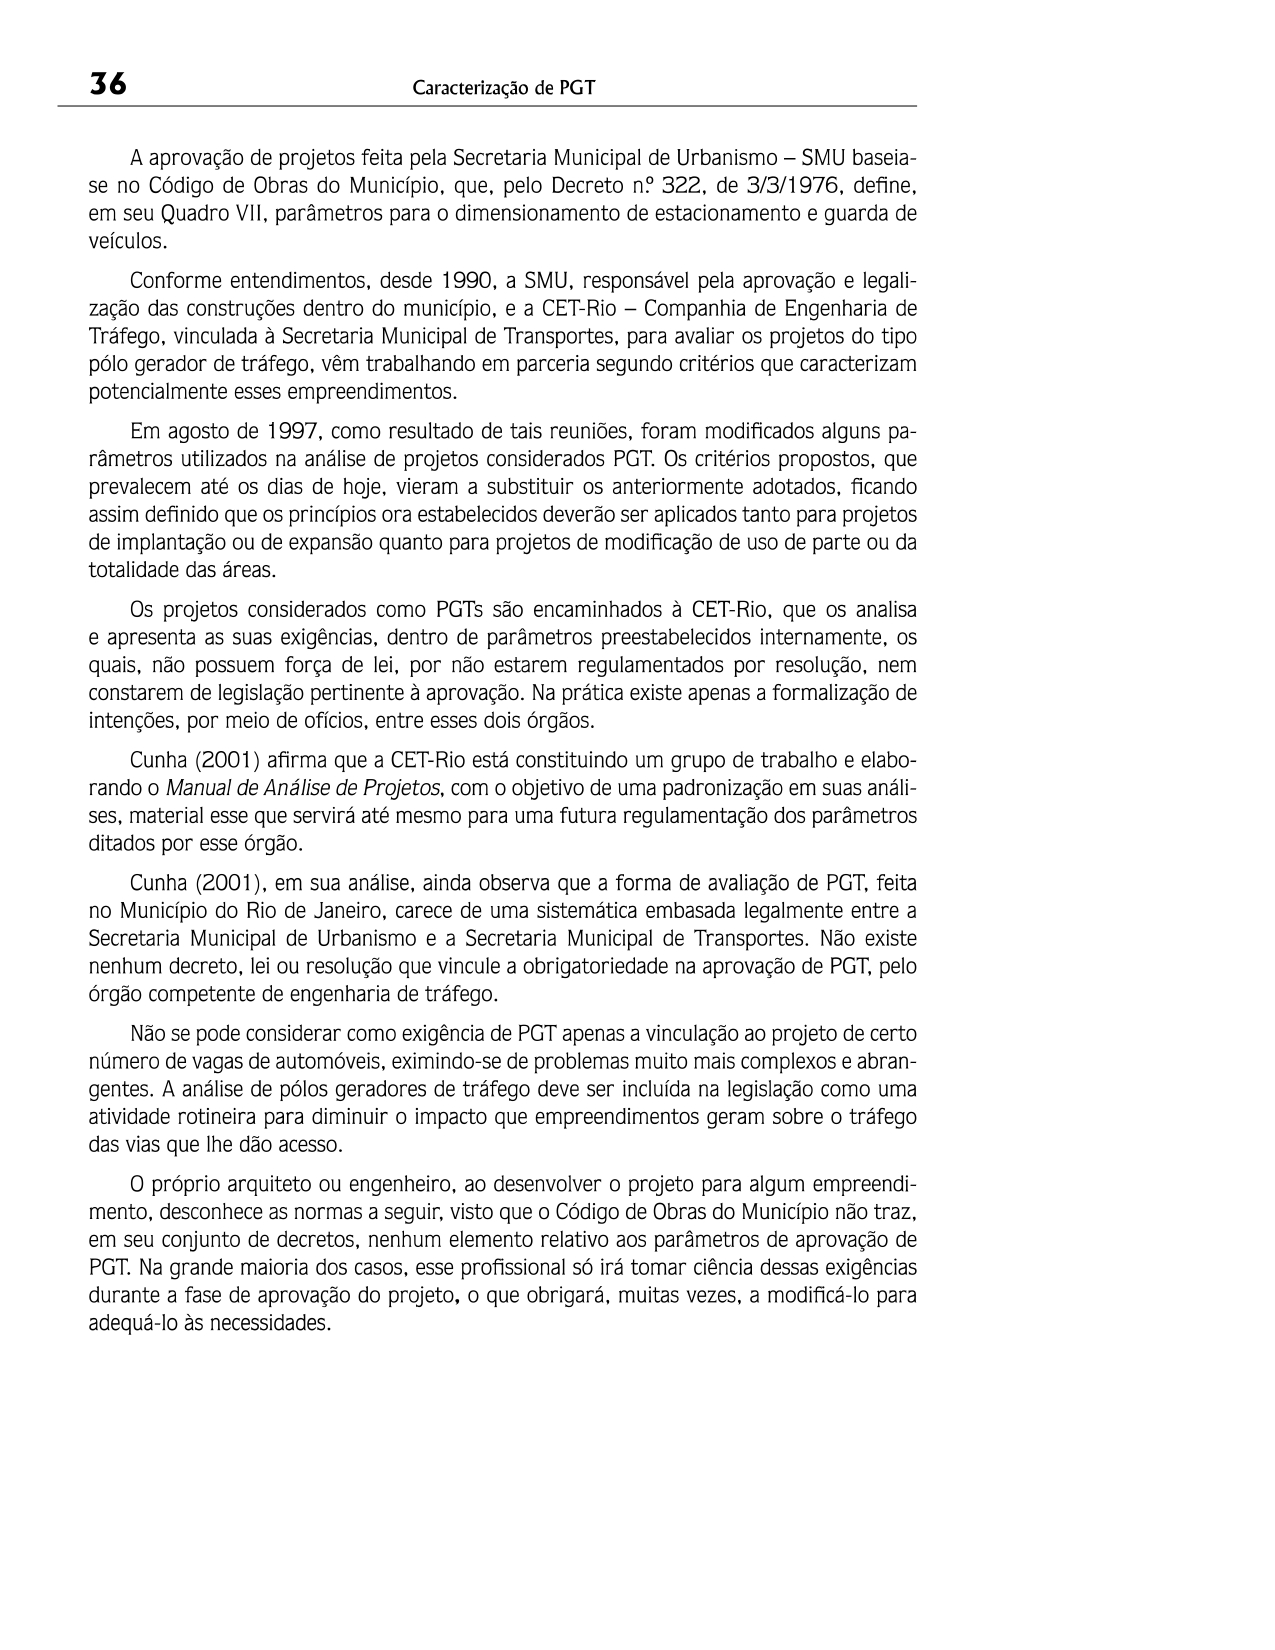 36
Caracterização de PGT
A aprovação de projetos feita pela Secretaria Municipal de Urbanismo – SMU baseia-
se no Código de Obras do Município, que, pelo Decreto n.º 322, de 3/3/1976, define,
em seu Quadro VII, parâmetros para o dimensionamento de estacionamento e guarda de
veículos.
Conforme entendimentos, desde 1990, a SMU, responsável pela aprovação e legali-
zação das construções dentro do município, e a CET-Rio – Companhia de Engenharia de
Tráfego, vinculada à Secretaria Municipal de Transportes, para avaliar os projetos do tipo
pólo gerador de tráfego, vêm trabalhando em parceria segundo critérios que caracterizam
potencialmente esses empreendimentos.
Em agosto de 1997, como resultado de tais reuniões, foram modificados alguns pa-
râmetros utilizados na análise de projetos considerados PGT. Os critérios propostos, que
prevalecem até os dias de hoje, vieram a substituir os anteriormente adotados, ficando
assim definido que os princípios ora estabelecidos deverão ser aplicados tanto para projetos
de implantação ou de expansão quanto para projetos de modificação de uso de parte ou da
totalidade das áreas.
Os projetos considerados como PGTs são encaminhados à CET-Rio, que os analisa
e apresenta as suas exigências, dentro de parâmetros preestabelecidos internamente, os
quais, não possuem força de lei, por não estarem regulamentados por resolução, nem
constarem de legislação pertinente à aprovação. Na prática existe apenas a formalização de
intenções, por meio de ofícios, entre esses dois órgãos.
Cunha (2001) afirma que a CET-Rio está constituindo um grupo de trabalho e elabo-
rando o Manual de Análise de Projetos, com o objetivo de uma padronização em suas análi-
ses, material esse que servirá até mesmo para uma futura regulamentação dos parâmetros
ditados por esse órgão.
Cunha (2001), em sua análise, ainda observa que a forma de avaliação de PGT, feita
no Município do Rio de Janeiro, carece de uma sistemática embasada legalmente entre a
Secretaria Municipal de Urbanismo e a Secretaria Municipal de Transportes. Não existe
nenhum decreto, lei ou resolução que vincule a obrigatoriedade na aprovação de PGT, pelo
órgão competente de engenharia de tráfego.
Não se pode considerar como exigência de PGT apenas a vinculação ao projeto de certo
número de vagas de automóveis, eximindo-se de problemas muito mais complexos e abran-
gentes. A análise de pólos geradores de tráfego deve ser incluída na legislação como uma
atividade rotineira para diminuir o impacto que empreendimentos geram sobre o tráfego
das vias que lhe dão acesso.
O próprio arquiteto ou engenheiro, ao desenvolver o projeto para algum empreendi-
mento, desconhece as normas a seguir, visto que o Código de Obras do Município não traz,
em seu conjunto de decretos, nenhum elemento relativo aos parâmetros de aprovação de
PGT. Na grande maioria dos casos, esse profissional só irá tomar ciência dessas exigências
durante a fase de aprovação do projeto, o que obrigará, muitas vezes, a modificá-lo para
adequá-lo às necessidades.